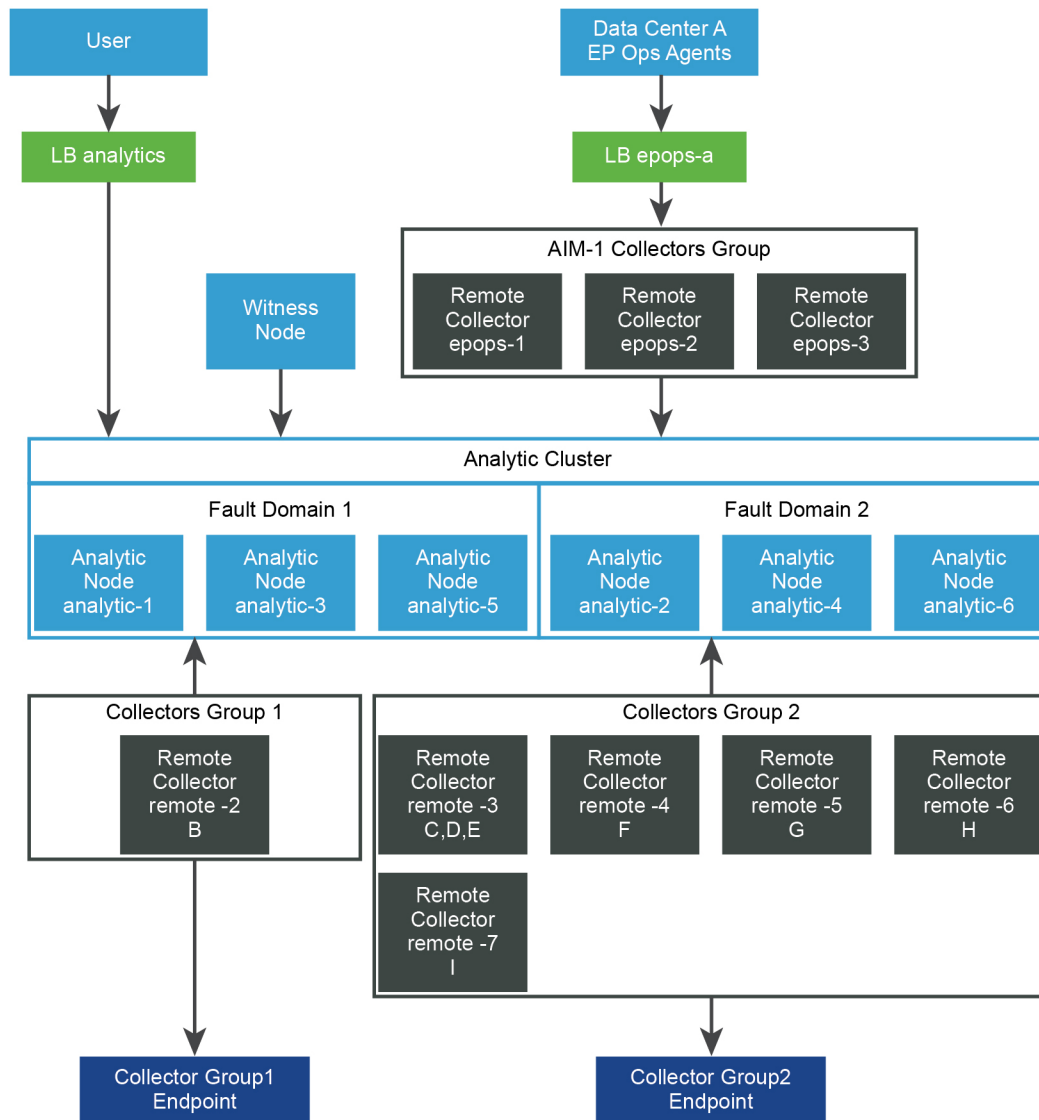 User
Data Center A
EP Ops Agents
LB analytics
LB epops-a
AIM-1 Collectors Group
Remote
Collector
epops-1
Remote
Collector
epops-2
Remote
Collector
epops-3
Witness
Node
Analytic Cluster
Fault Domain 1
Fault Domain 2
Analytic
Node
analytic-1
Analytic
Node
analytic-3
Analytic
Node
analytic-5
Analytic
Node
analytic-2
Analytic
Node
analytic-4
Analytic
Node
analytic-6
Collectors Group 1
Remote
Collector
remote -2
B
Collectors Group 2
Remote
Collector
remote -3
C,D,E
Remote
Collector
remote -4
F
Remote
Collector
remote -5
G
Remote
Collector
remote -6
H
Remote
Collector
remote -7
I
Collector Group1
Endpoint
Collector Group2
Endpoint